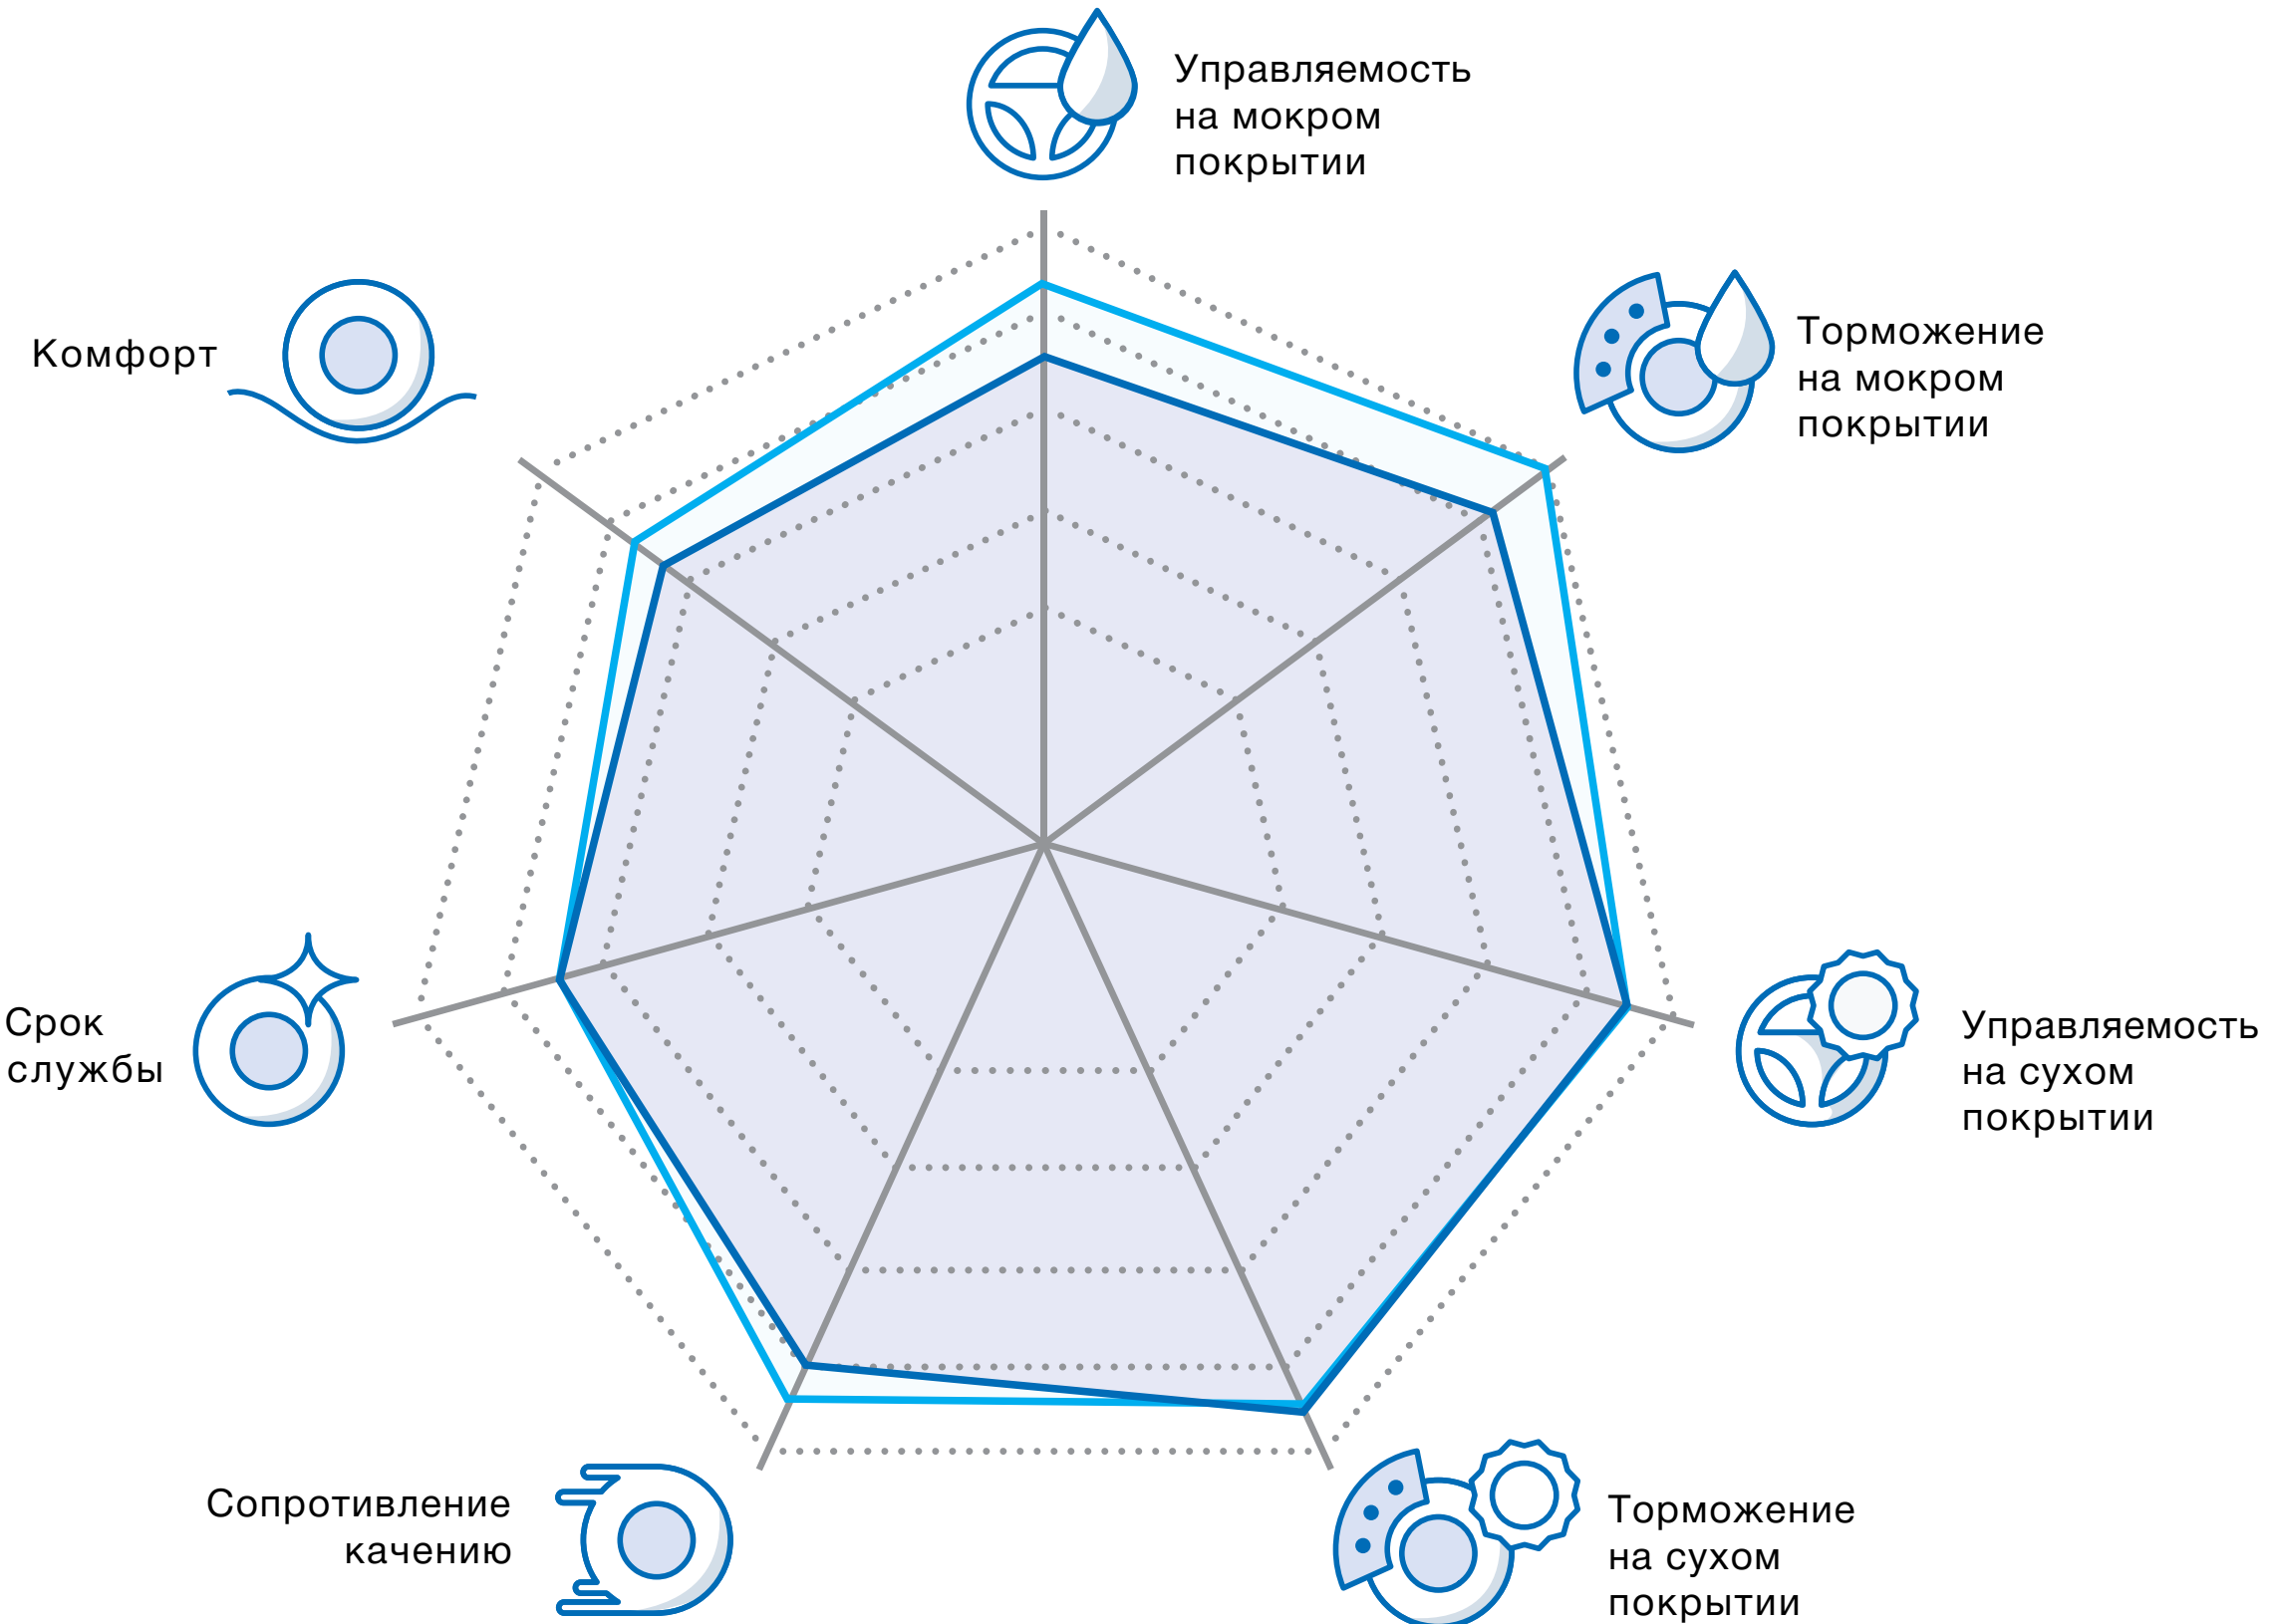 Управляемость
на мокром
покрытии
Торможение
на мокром
покрытии
Комфорт
Срок
службы
Управляемость
на сухом
покрытии
Сопротивление
качению
Торможение
на сухом
покрытии